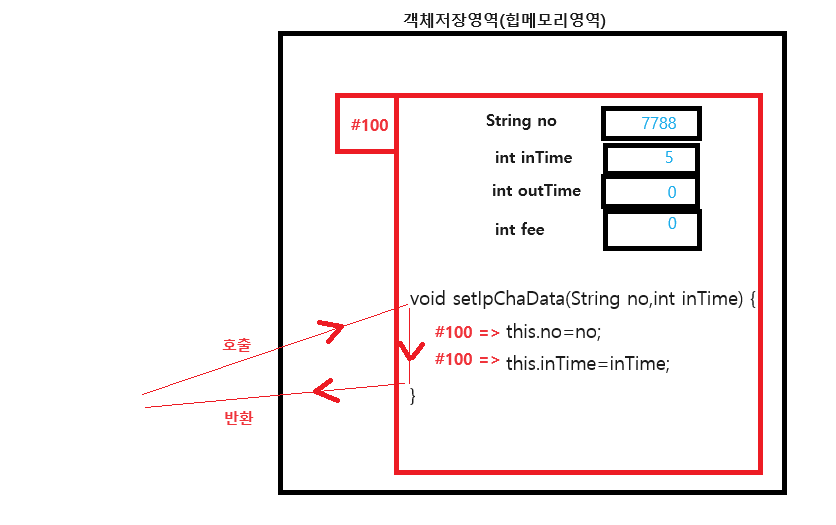 객체저장영역(힙메모리영역)
#100
String no 7788
int inTime 5
int outTime 0
int fee 0
void setIpChaData(String no,int inTime) {
#100 => this.no=no;
호출
#100 => this.inTime=inTime;
}
반환